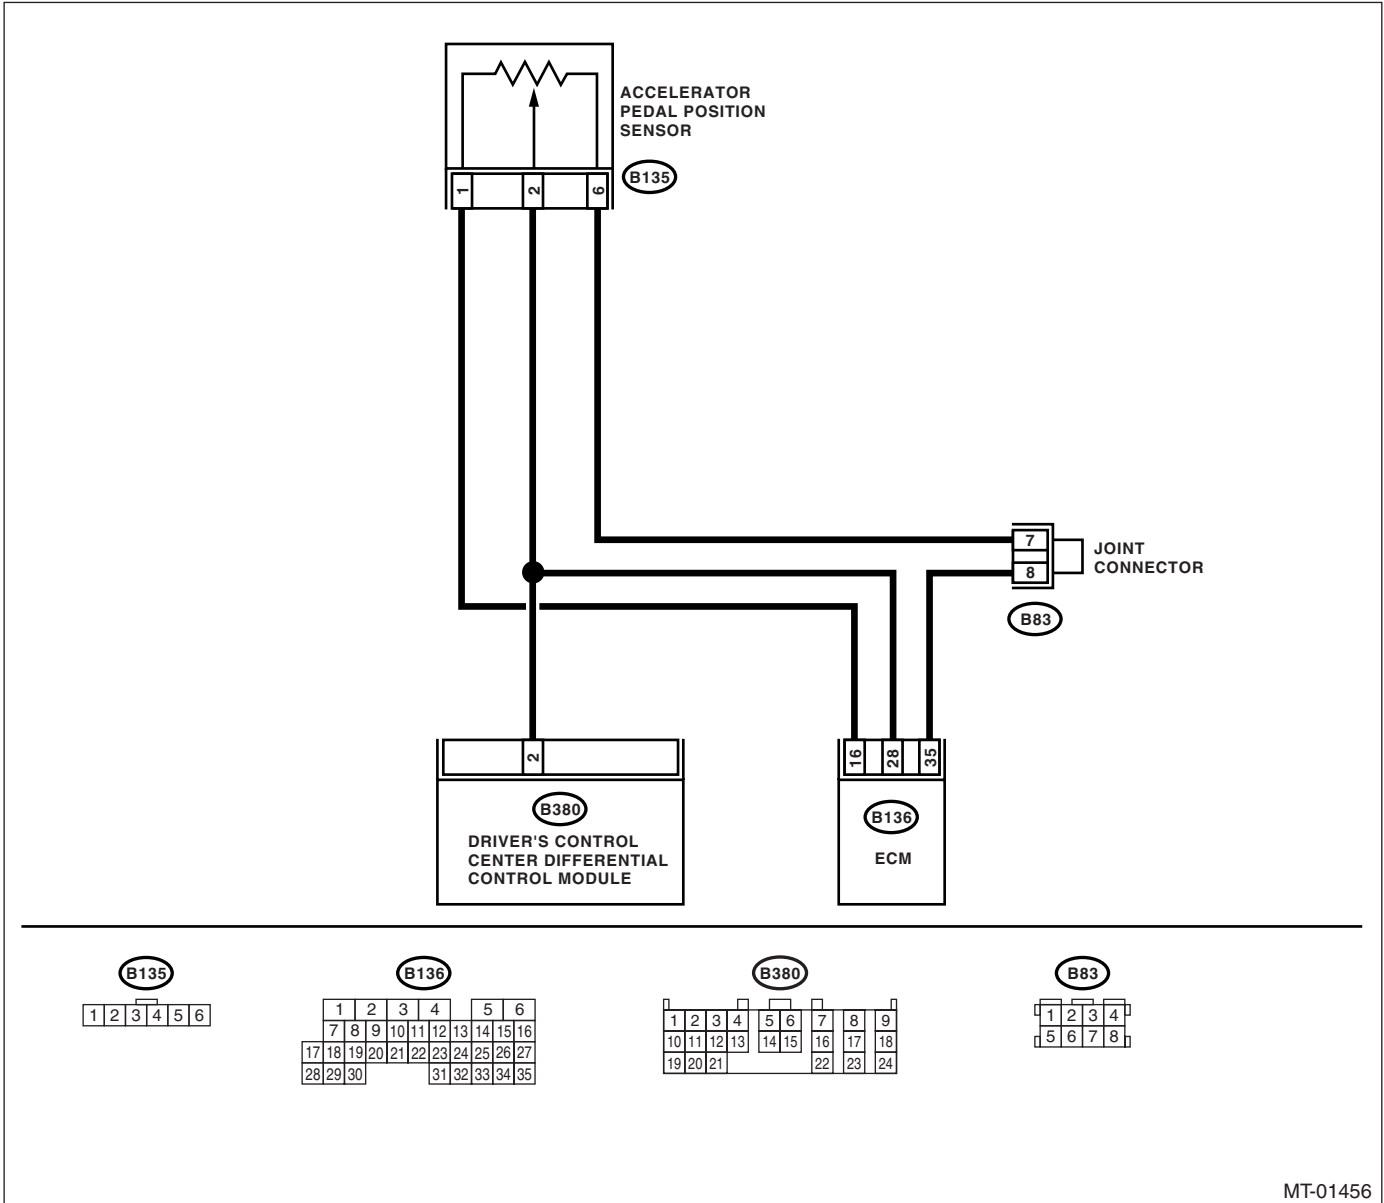 ACCELERATOR
PEDAL POSITION
SENSOR
B135
1 2 6
7
8
JOINT
CONNECTOR
B83
2
B380
DRIVER'S CONTROL
CENTER DIFFERENTIAL
CONTROL MODULE
16 28 35
B136
ECM
B135
1 2 3 4 5 6
B136
1 2 3 4 5 6
7 8 9 10 11 12 13 14 15 16
17 18 19 20 21 22 23 24 25 26 27
28 29 30 31 32 33 34 35
B380
1 2 3 4 5 6 7 8 9
10 11 12 13 14 15 16 17 18
19 20 21 22 23 24
B83
1 2 3 4
5 6 7 8
MT-01456